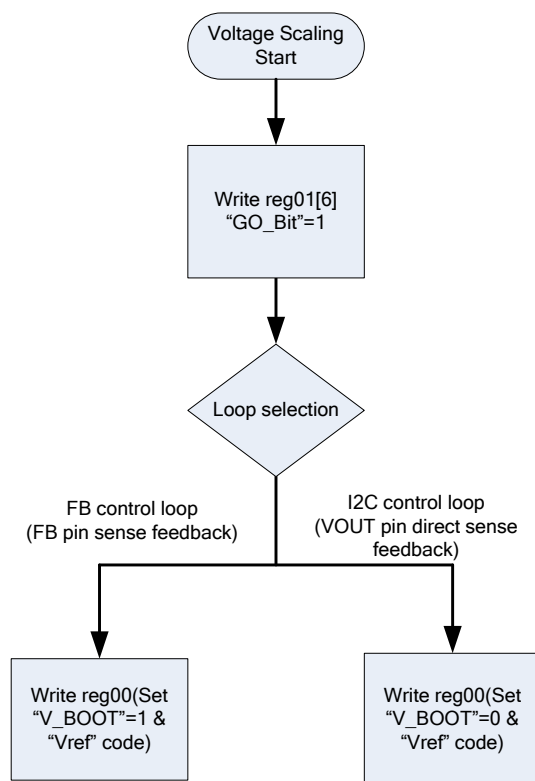 Voltage Scaling
Start
Write reg01[6]
“GO_Bit”=1
Loop selection
FB control loop
(FB pin sense feedback)
I2C control loop
(VOUT pin direct sense
feedback)
Write reg00(Set
“V_BOOT”=1 &
“Vref” code)
Write reg00(Set
“V_BOOT”=0 &
“Vref” code)